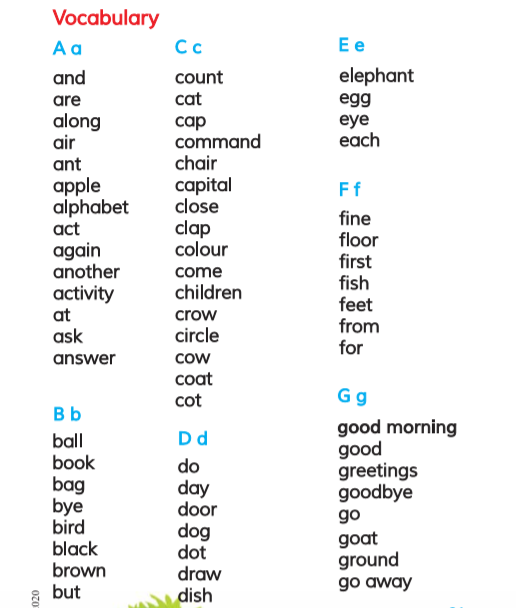 Vocabulary
A a
and
are
along
air
ant
apple
alphabet
act
again
another
activity
at
ask
answer
B b
ball
book
bag
bye
bird
black
brown
but
C c
count
cat
cap
command
chair
capital
close
clap
colour
come
children
crow
circle
cow
coat
cot
D d
do
day
door
dog
dot
draw
dish
E e
elephant
egg
eye
each
F f
fine
floor
first
fish
feet
from
for
G g
good morning
good
greetings
goodbye
go
goat
ground
go away